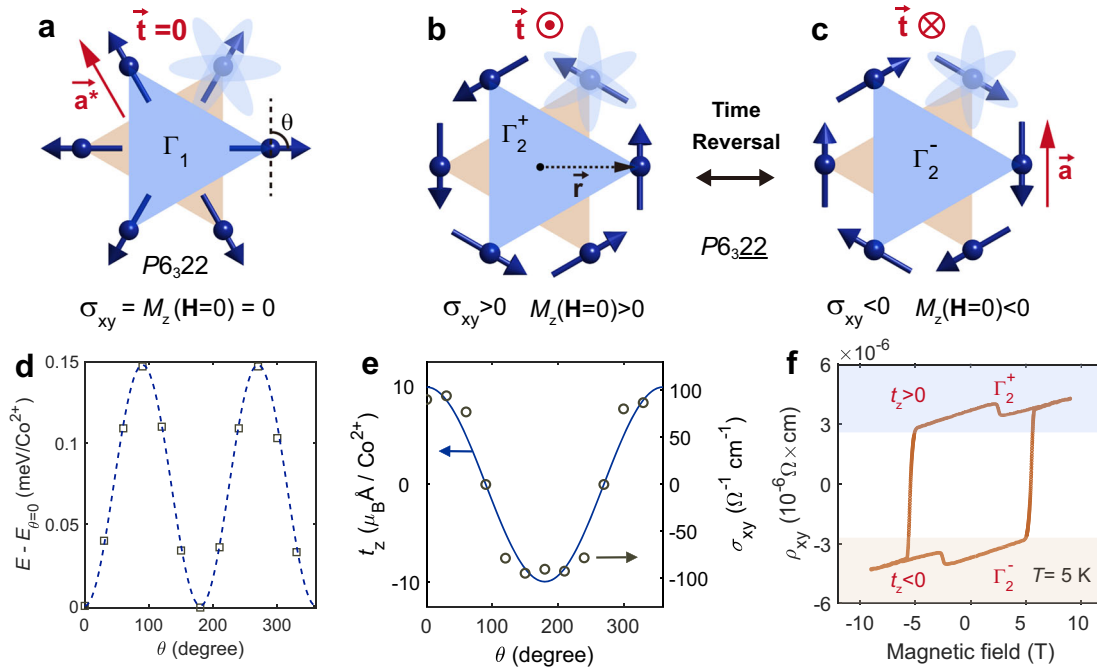 a
t⃗ =0
a⃗*
Γ₁
θ
P6₃22
σxy = Mz (H=0) = 0
b
t⃗ ⊙
Γ₂⁺
r⃗
σxy>0 Mz(H=0)>0
Time
Reversal
P6₃2̲2̲
c
t⃗ ⊗
Γ₂⁻
a⃗
σxy<0 Mz(H=0)<0
d
E - Eθ=0 (meV/Co²⁺)
0.15
0.1
0.05
0
0 100 200 300
θ (degree)
e
tz (μBÅ / Co²⁺)
10
0
-10
100
50
0
-50
-100
σxy (Ω⁻¹ cm⁻¹)
0 100 200 300
θ (degree)
f
×10⁻⁶
ρxy (10⁻⁶Ω×cm)
6
3
0
-3
-6
tz>0 Γ₂⁺
tz<0 Γ₂⁻ T= 5 K
-10 -5 0 5 10
Magnetic field (T)